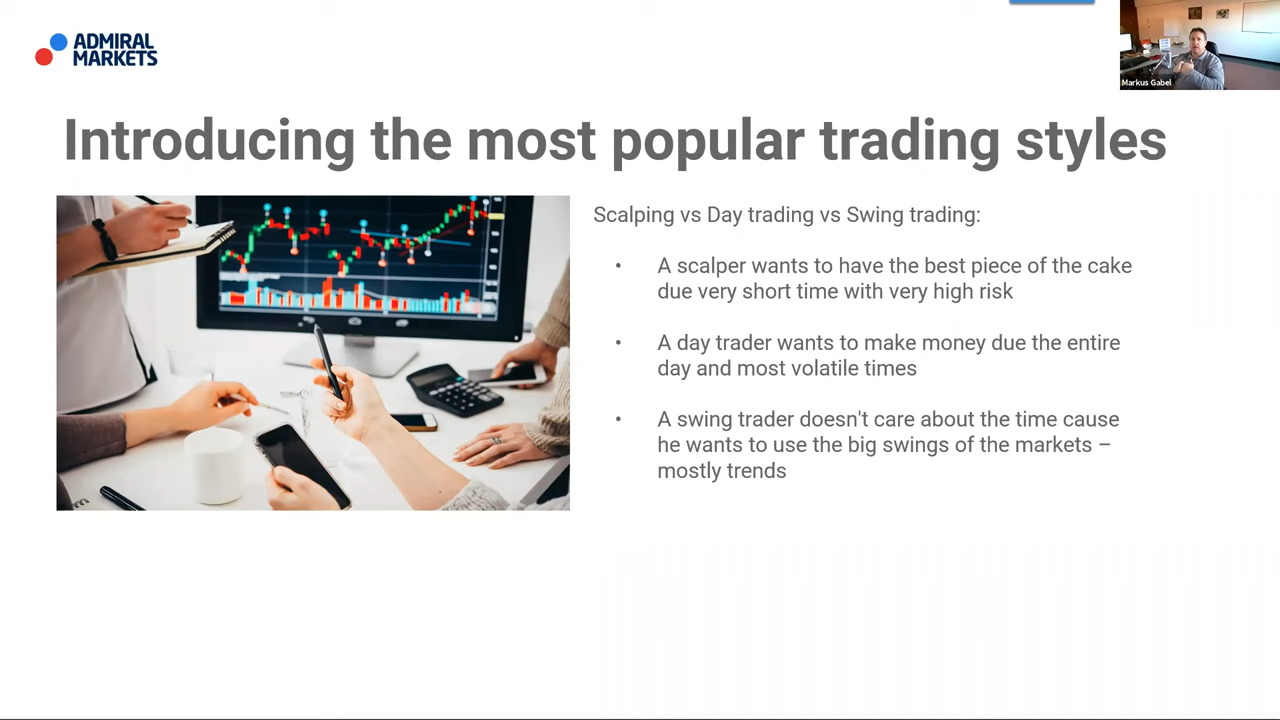 ADMIRAL
MARKETS
Markus Gabel
Introducing the most popular trading styles
Scalping vs Day trading vs Swing trading:
• A scalper wants to have the best piece of the cake
due very short time with very high risk
• A day trader wants to make money due the entire
day and most volatile times
• A swing trader doesn't care about the time cause
he wants to use the big swings of the markets –
mostly trends